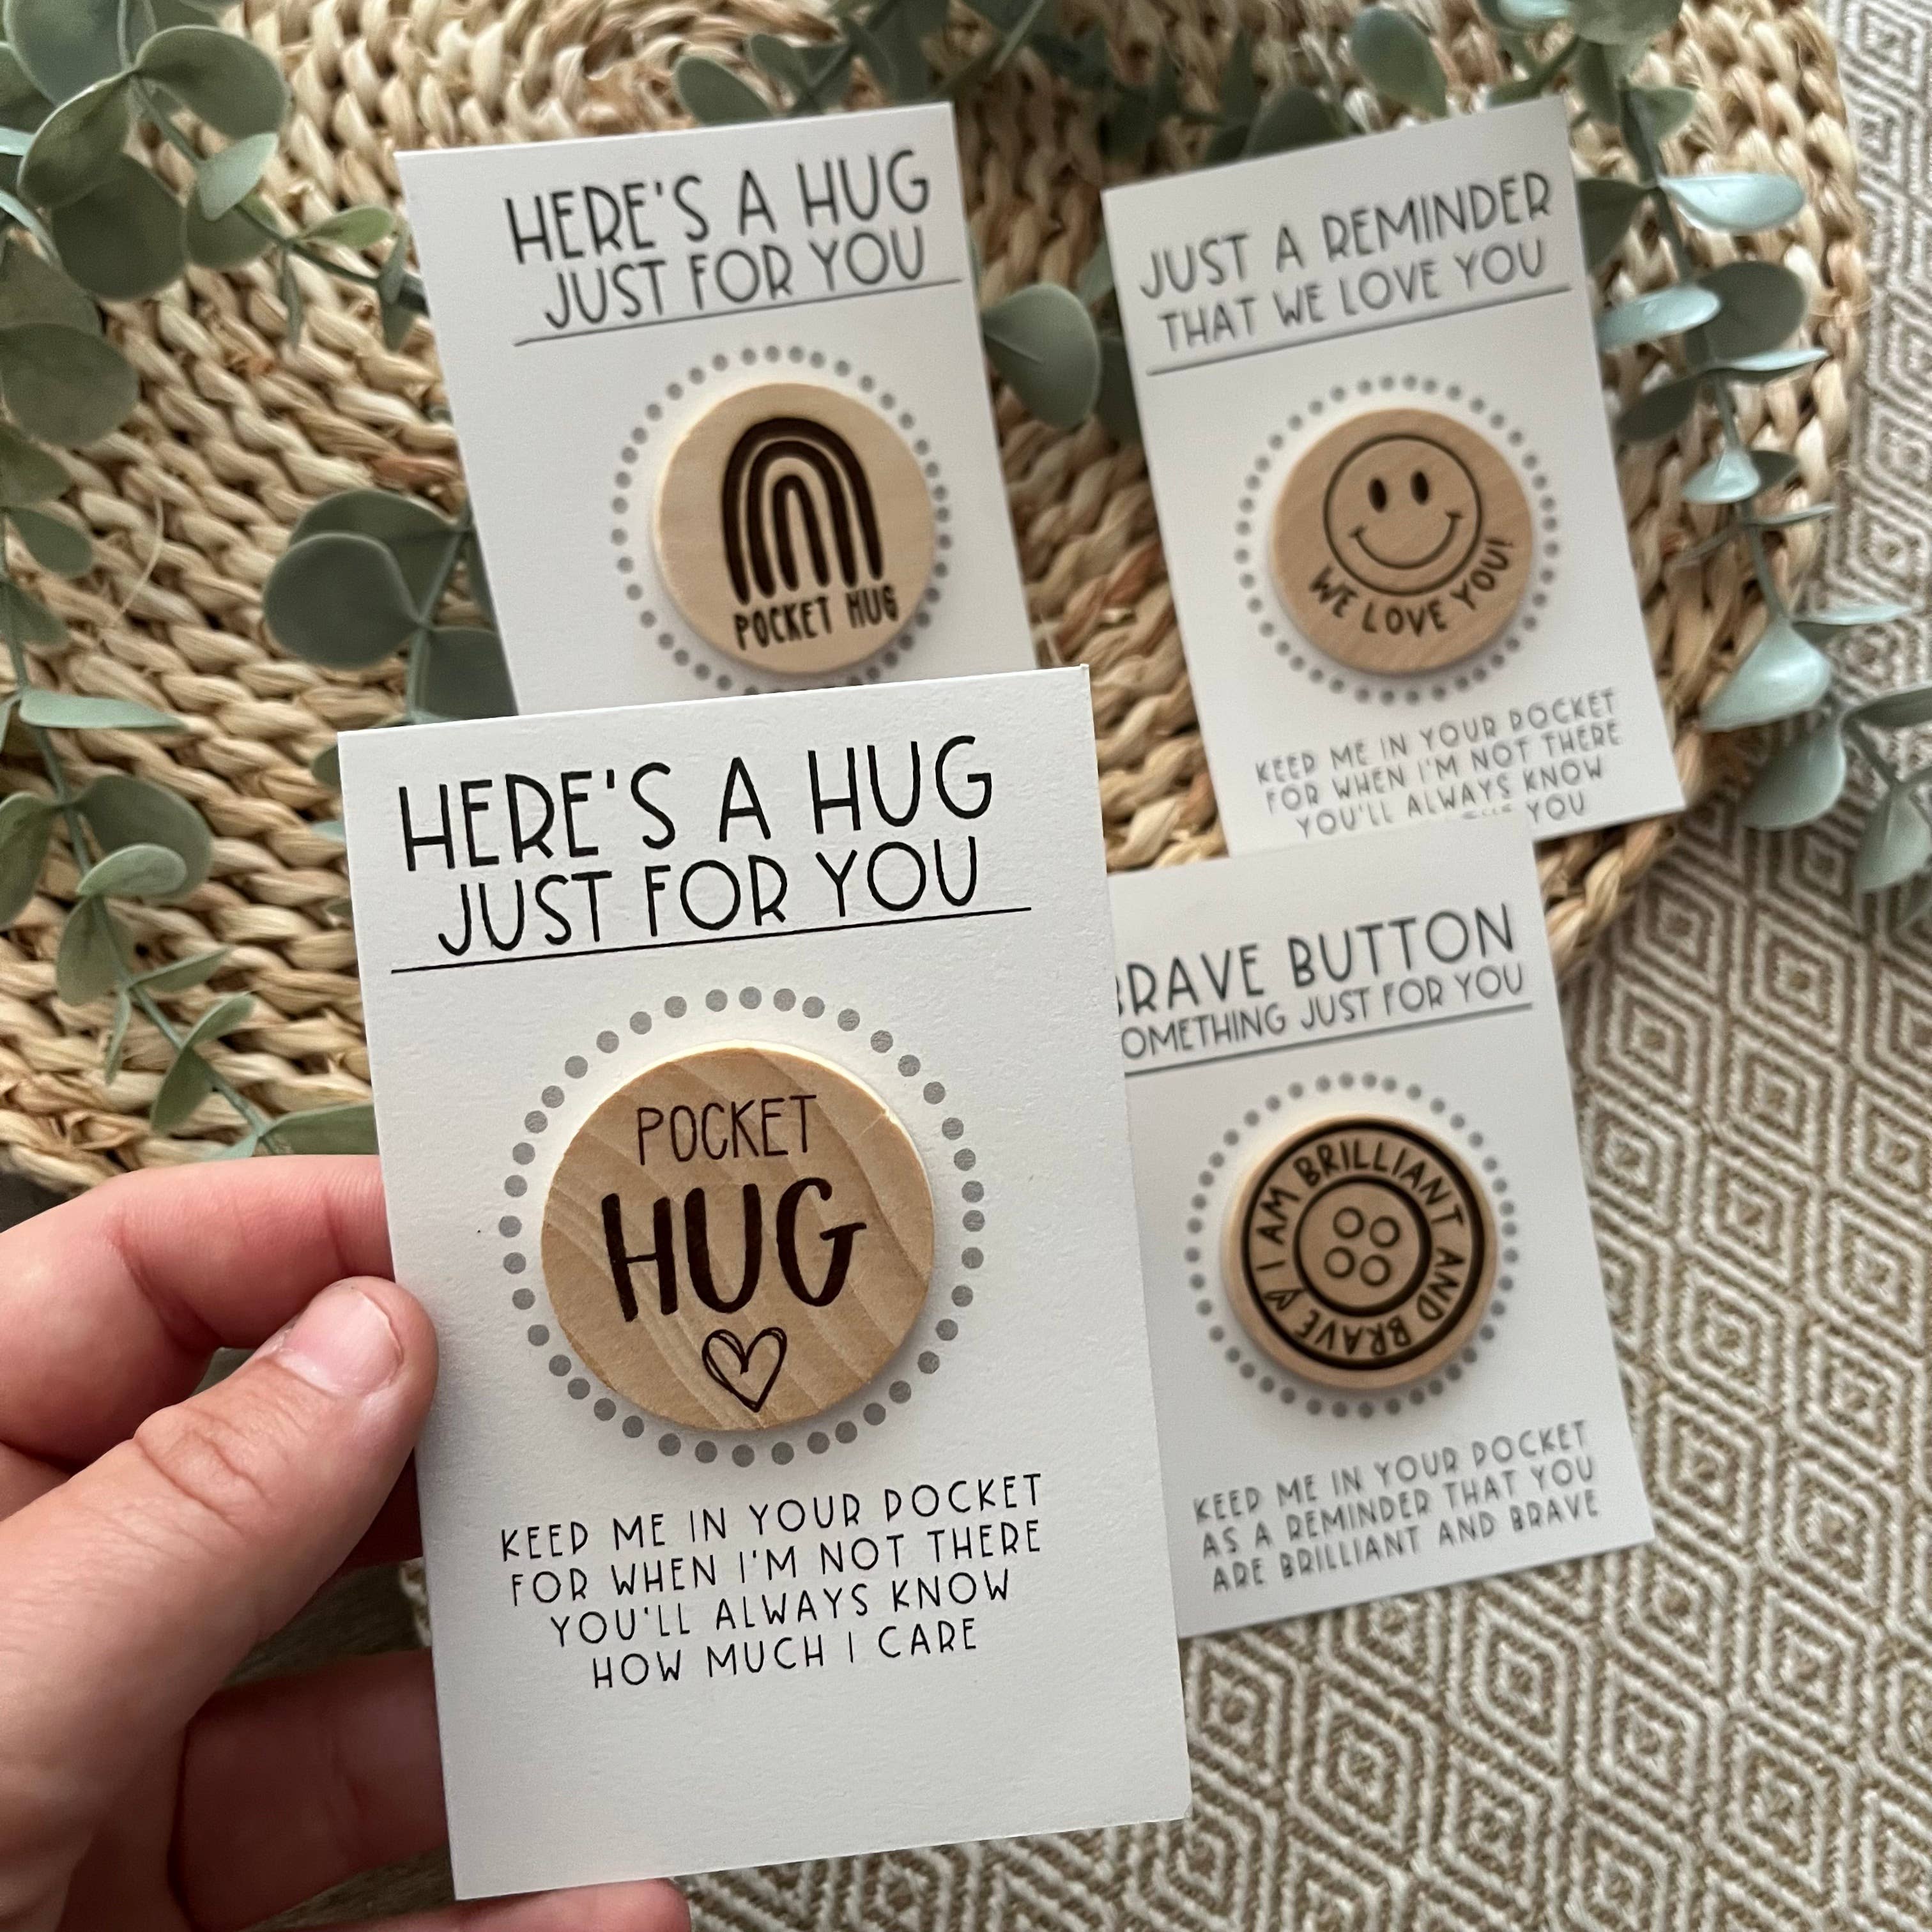 HERE'S A HUG
JUST FOR YOU
POCKET HUG
JUST A REMINDER
THAT WE LOVE YOU
WE LOVE YOU!
KEEP ME IN YOUR POCKET
FOR WHEN I'M NOT THERE
YOU'LL ALWAYS KNOW
YOU
HERE'S A HUG
JUST FOR YOU
POCKET
HUG
KEEP ME IN YOUR POCKET
FOR WHEN I'M NOT THERE
YOU'LL ALWAYS KNOW
HOW MUCH I CARE
BRAVE BUTTON
OMETHING JUST FOR YOU
I AM BRILLIANT AND BRAVE
KEEP ME IN YOUR POCKET
AS A REMINDER THAT YOU
ARE BRILLIANT AND BRAVE